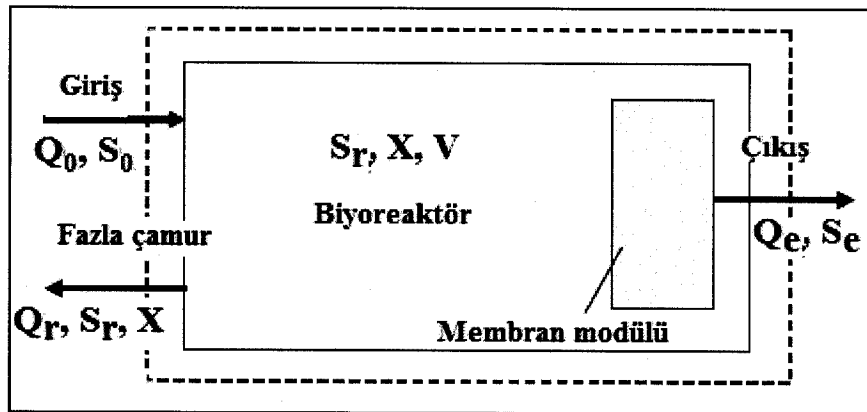 Giriş
Q0, S0
Sr, X, V
Biyoreaktör
Çıkış
Qe, Se
Fazla çamur
Qr, Sr, X
Membran modülü